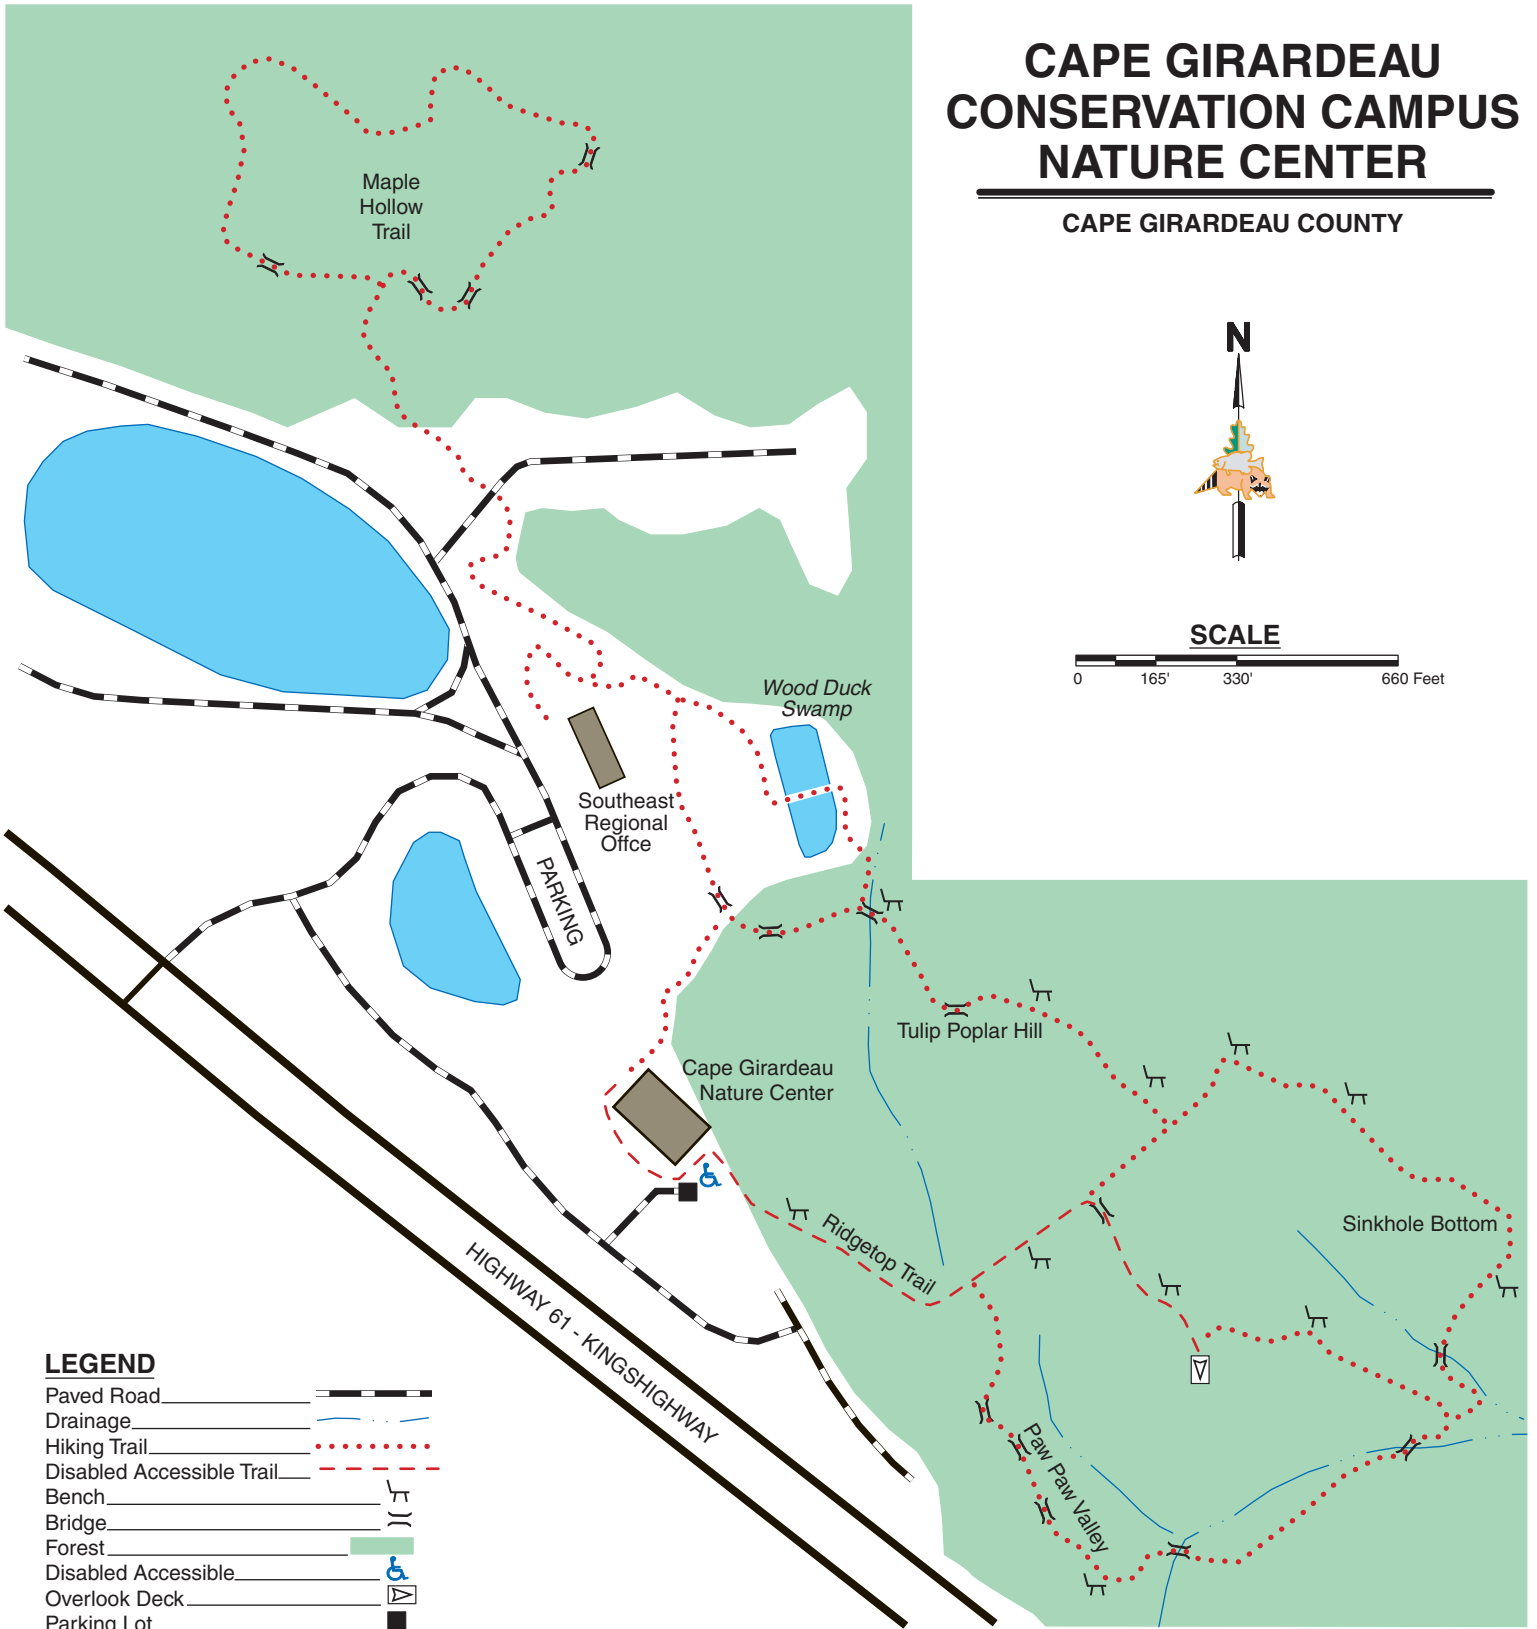 CAPE GIRARDEAU
CONSERVATION CAMPUS
NATURE CENTER
CAPE GIRARDEAU COUNTY
N
SCALE
0 165' 330' 660 Feet
Maple
Hollow
Trail
Wood Duck
Swamp
Southeast
Regional
Offce
PARKING
Tulip Poplar Hill
Cape Girardeau
Nature Center
Ridgetop Trail
Sinkhole Bottom
Paw Paw Valley
HIGHWAY 61 - KINGSHIGHWAY
LEGEND
Paved Road
Drainage
Hiking Trail
Disabled Accessible Trail
Bench
Bridge
Forest
Disabled Accessible
Overlook Deck
Parking Lot